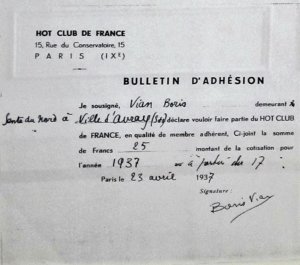 HOT CLUB DE FRANCE
15, Rue du Conservatoire, 15
PARIS (IXe)
BULLETIN D'ADHÉSION
Je soussigné, Vian Boris demeurant à
du Nord à Ville d'Avray déclare vouloir faire partie du HOT CLUB
de FRANCE, en qualité de membre adhérent, Ci-joint la somme
de Francs 25 montant de la cotisation pour
l'année 1937 à partir du 17
Paris le 23 avril 1937
Signature :
Boris Vian